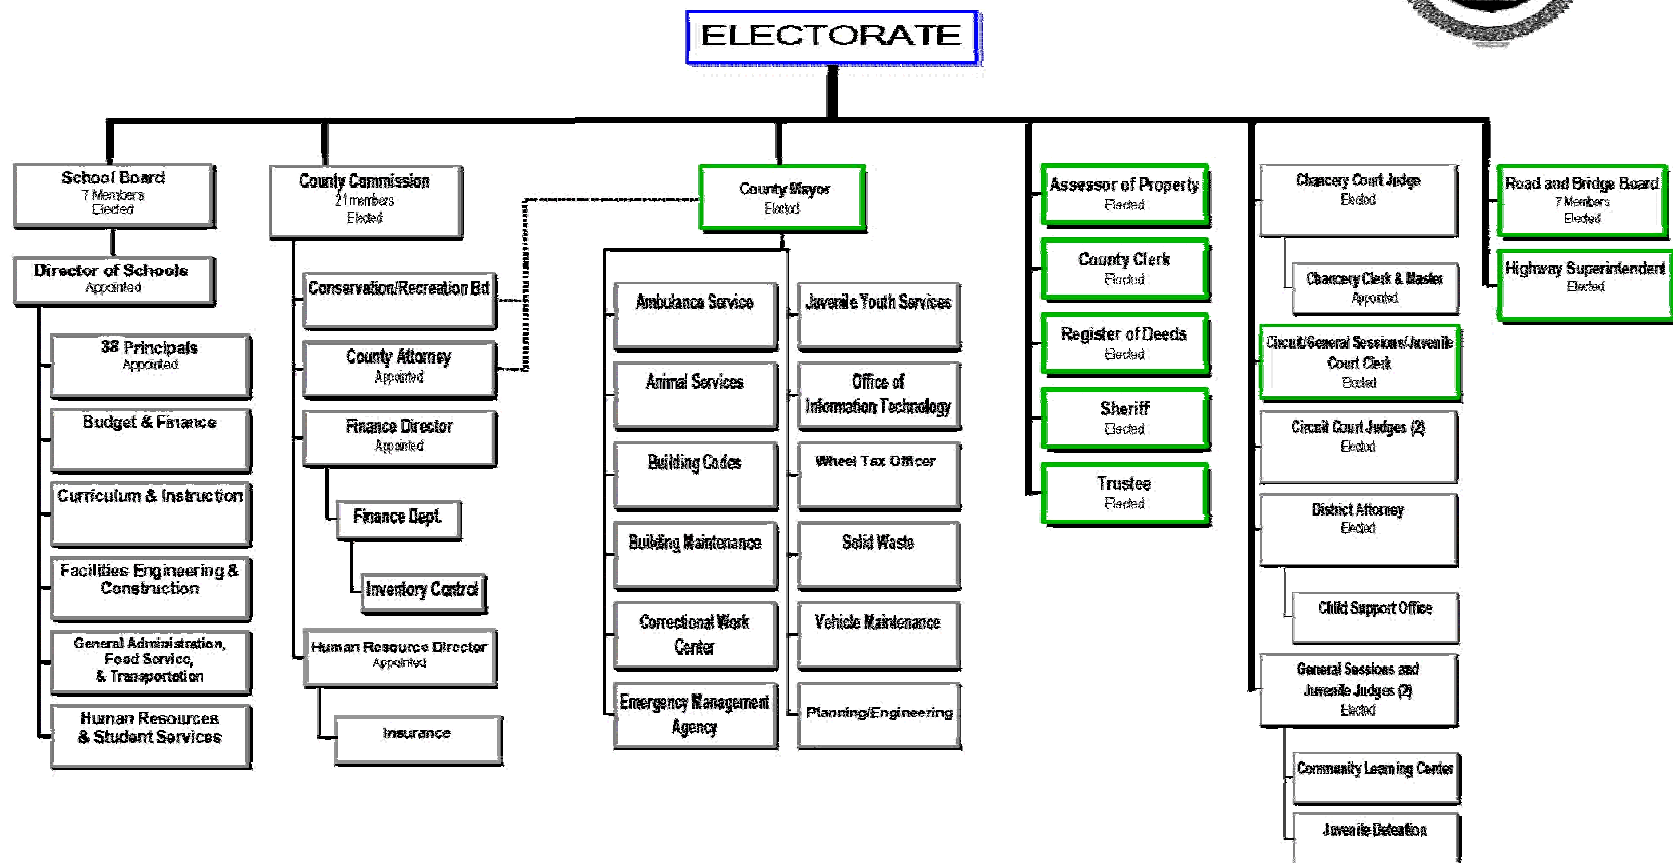 ELECTORATE
School Board
7 Members
Elected
Director of Schools
Appointed
38 Principals
Appointed
Budget & Finance
Curriculum & Instruction
Facilities Engineering &
Construction
General Administration,
Food Service,
& Transportation
Human Resources
& Student Services
County Commission
21 members
Elected
Conservation/Recreation Bd
County Attorney
Appointed
Finance Director
Appointed
Finance Dept.
Inventory Control
Human Resource Director
Appointed
Insurance
County Mayor
Elected
Ambulance Service
Animal Services
Building Codes
Building Maintenance
Correctional Work
Center
Emergency Management
Agency
Juvenile Youth Services
Office of
Information Technology
Wheel Tax Officer
Solid Waste
Vehicle Maintenance
Planning/Engineering
Assessor of Property
Elected
County Clerk
Elected
Register of Deeds
Elected
Sheriff
Elected
Trustee
Elected
Chancery Court Judge
Elected
Chancery Clerk & Master
Appointed
Circuit/General Sessions/Juvenile
Court Clerk
Elected
Circuit Court Judges (2)
Elected
District Attorney
Elected
Child Support Office
General Sessions and
Juvenile Judges (2)
Elected
Community Learning Center
Juvenile Detention
Road and Bridge Board
7 Members
Elected
Highway Superintendent
Elected